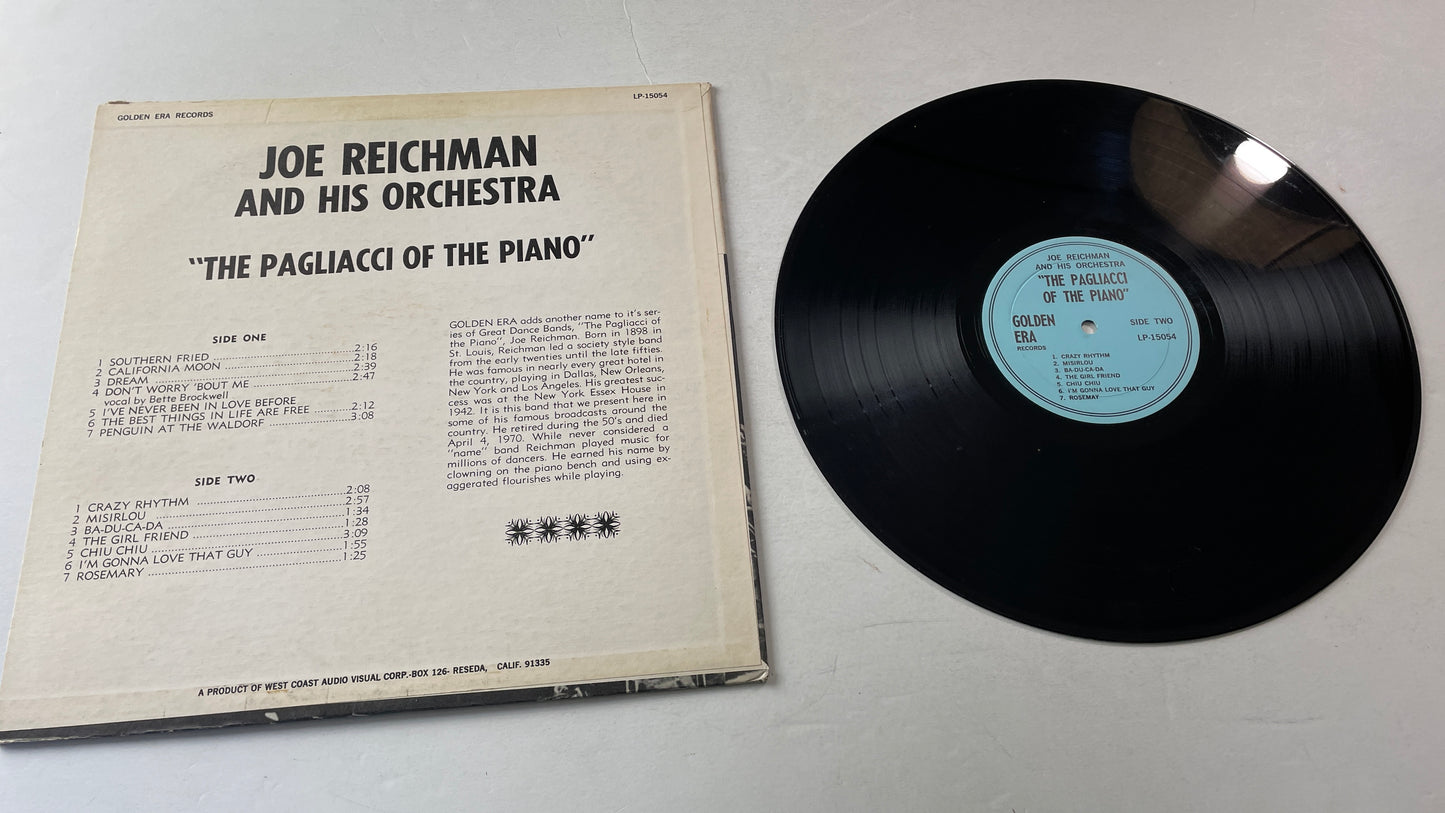 GOLDEN ERA RECORDS
LP-15054
JOE REICHMAN
AND HIS ORCHESTRA
"THE PAGLIACCI OF THE PIANO"
SIDE ONE
1 SOUTHERN FRIED 2:16
2 CALIFORNIA MOON 2:18
3 DREAM 2:39
4 DON'T WORRY 'BOUT ME 2:47
vocal by Bette Brockwell
5 I'VE NEVER BEEN IN LOVE BEFORE
6 THE BEST THINGS IN LIFE ARE FREE 2:12
7 PENGUIN AT THE WALDORF 3:08
SIDE TWO
1 CRAZY RHYTHM 2:08
2 MISIRLOU 2:57
3 BA-DU-CA-DA 1:34
4 THE GIRL FRIEND 1:28
5 CHIU CHIU 3:09
6 I'M GONNA LOVE THAT GUY 1:55
7 ROSEMARY 1:25
GOLDEN ERA adds another name to it's ser-
ies of Great Dance Bands, "The Pagliacci of
the Piano", Joe Reichman. Born in 1898 in
St. Louis, Reichman led a society style band
from the early twenties until the late fifties.
He was famous in nearly every great hotel in
the country, playing in Dallas, New Orleans,
New York and Los Angeles. His greatest suc-
cess was at the New York Essex House in
1942. It is this band that we present here in
some of his famous broadcasts around the
country. He retired during the 50's and died
April 4, 1970. While never considered a
"name" band Reichman played music for
millions of dancers. He earned his name by
clowning on the piano bench and using ex-
aggerated flourishes while playing.
A PRODUCT OF WEST COAST AUDIO VISUAL CORP.-BOX 126- RESEDA, CALIF. 91335
JOE REICHMAN
AND HIS ORCHESTRA
"THE PAGLIACCI
OF THE PIANO"
GOLDEN
ERA
RECORDS
SIDE TWO
LP-15054
1. CRAZY RHYTHM
2. MISIRLOU
3. BA-DU-CA-DA
4. THE GIRL FRIEND
5. CHIU CHIU
6. I'M GONNA LOVE THAT GUY
7. ROSEMAY